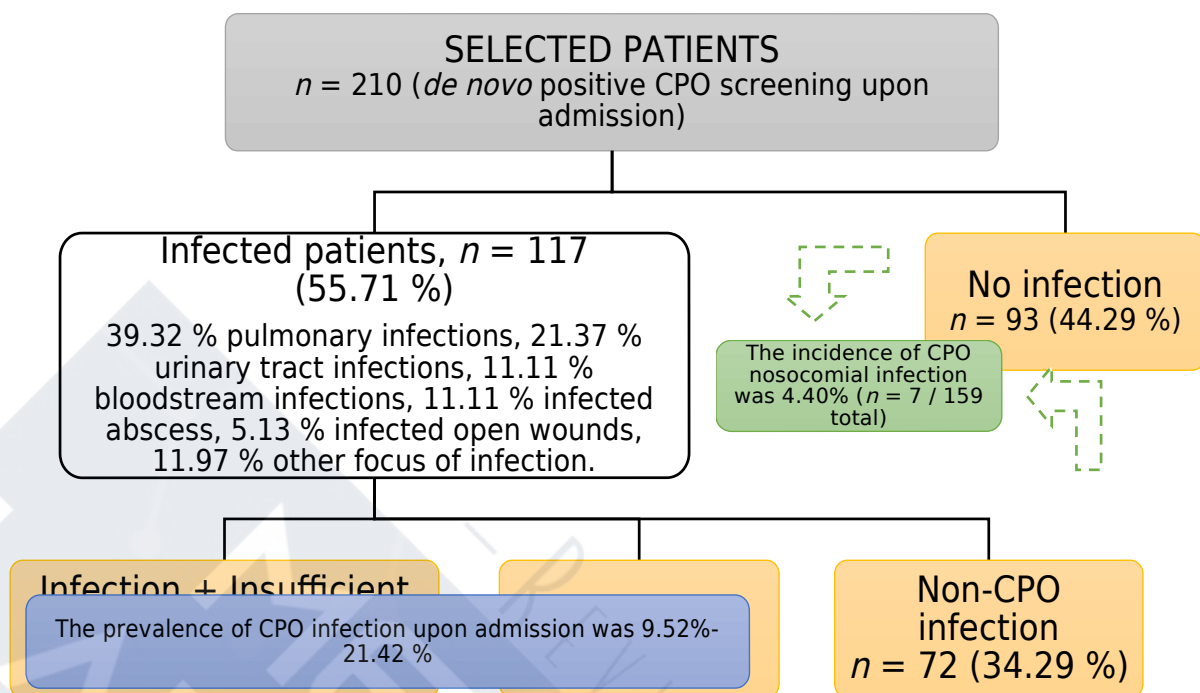 SELECTED PATIENTS
n = 210 (de novo positive CPO screening upon
admission)
Infected patients, n = 117
(55.71 %)
39.32 % pulmonary infections, 21.37 %
urinary tract infections, 11.11 %
bloodstream infections, 11.11 % infected
abscess, 5.13 % infected open wounds,
11.97 % other focus of infection.
No infection
n = 93 (44.29 %)
The incidence of CPO
nosocomial infection
was 4.40% (n = 7 / 159
total)
Infection + Insufficient
The prevalence of CPO infection upon admission was 9.52%-
21.42 %
Non-CPO
infection
n = 72 (34.29 %)